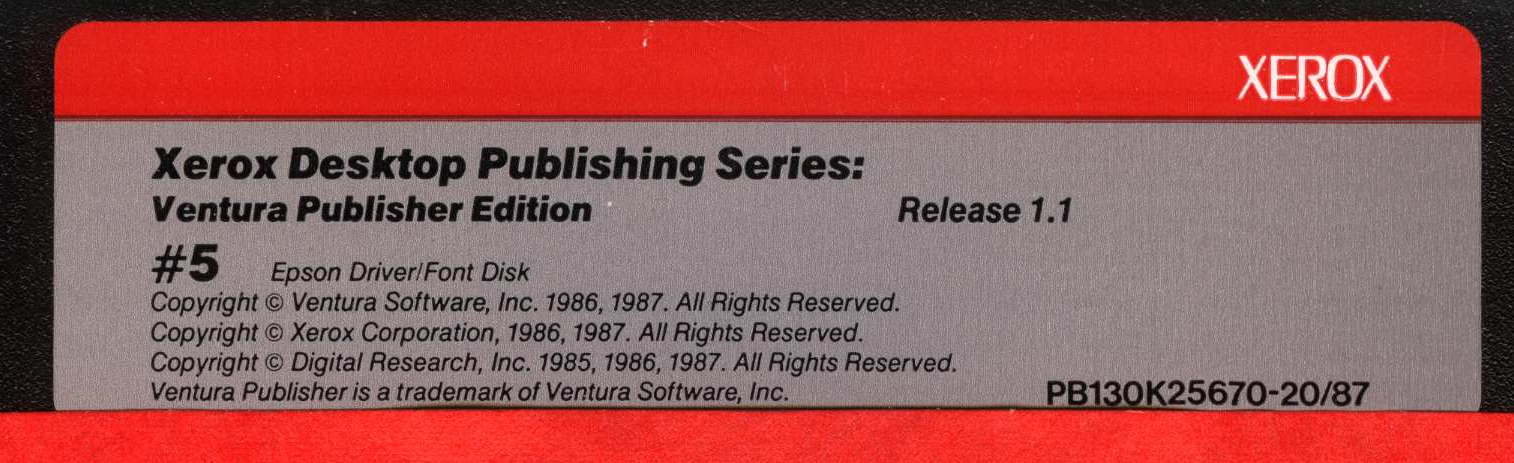 XEROX
Xerox Desktop Publishing Series:
Ventura Publisher Edition Release 1.1
#5 Epson Driver/Font Disk
Copyright © Ventura Software, Inc. 1986, 1987. All Rights Reserved.
Copyright © Xerox Corporation, 1986, 1987. All Rights Reserved.
Copyright © Digital Research, Inc. 1985, 1986, 1987. All Rights Reserved.
Ventura Publisher is a trademark of Ventura Software, Inc. PB130K25670-20/87